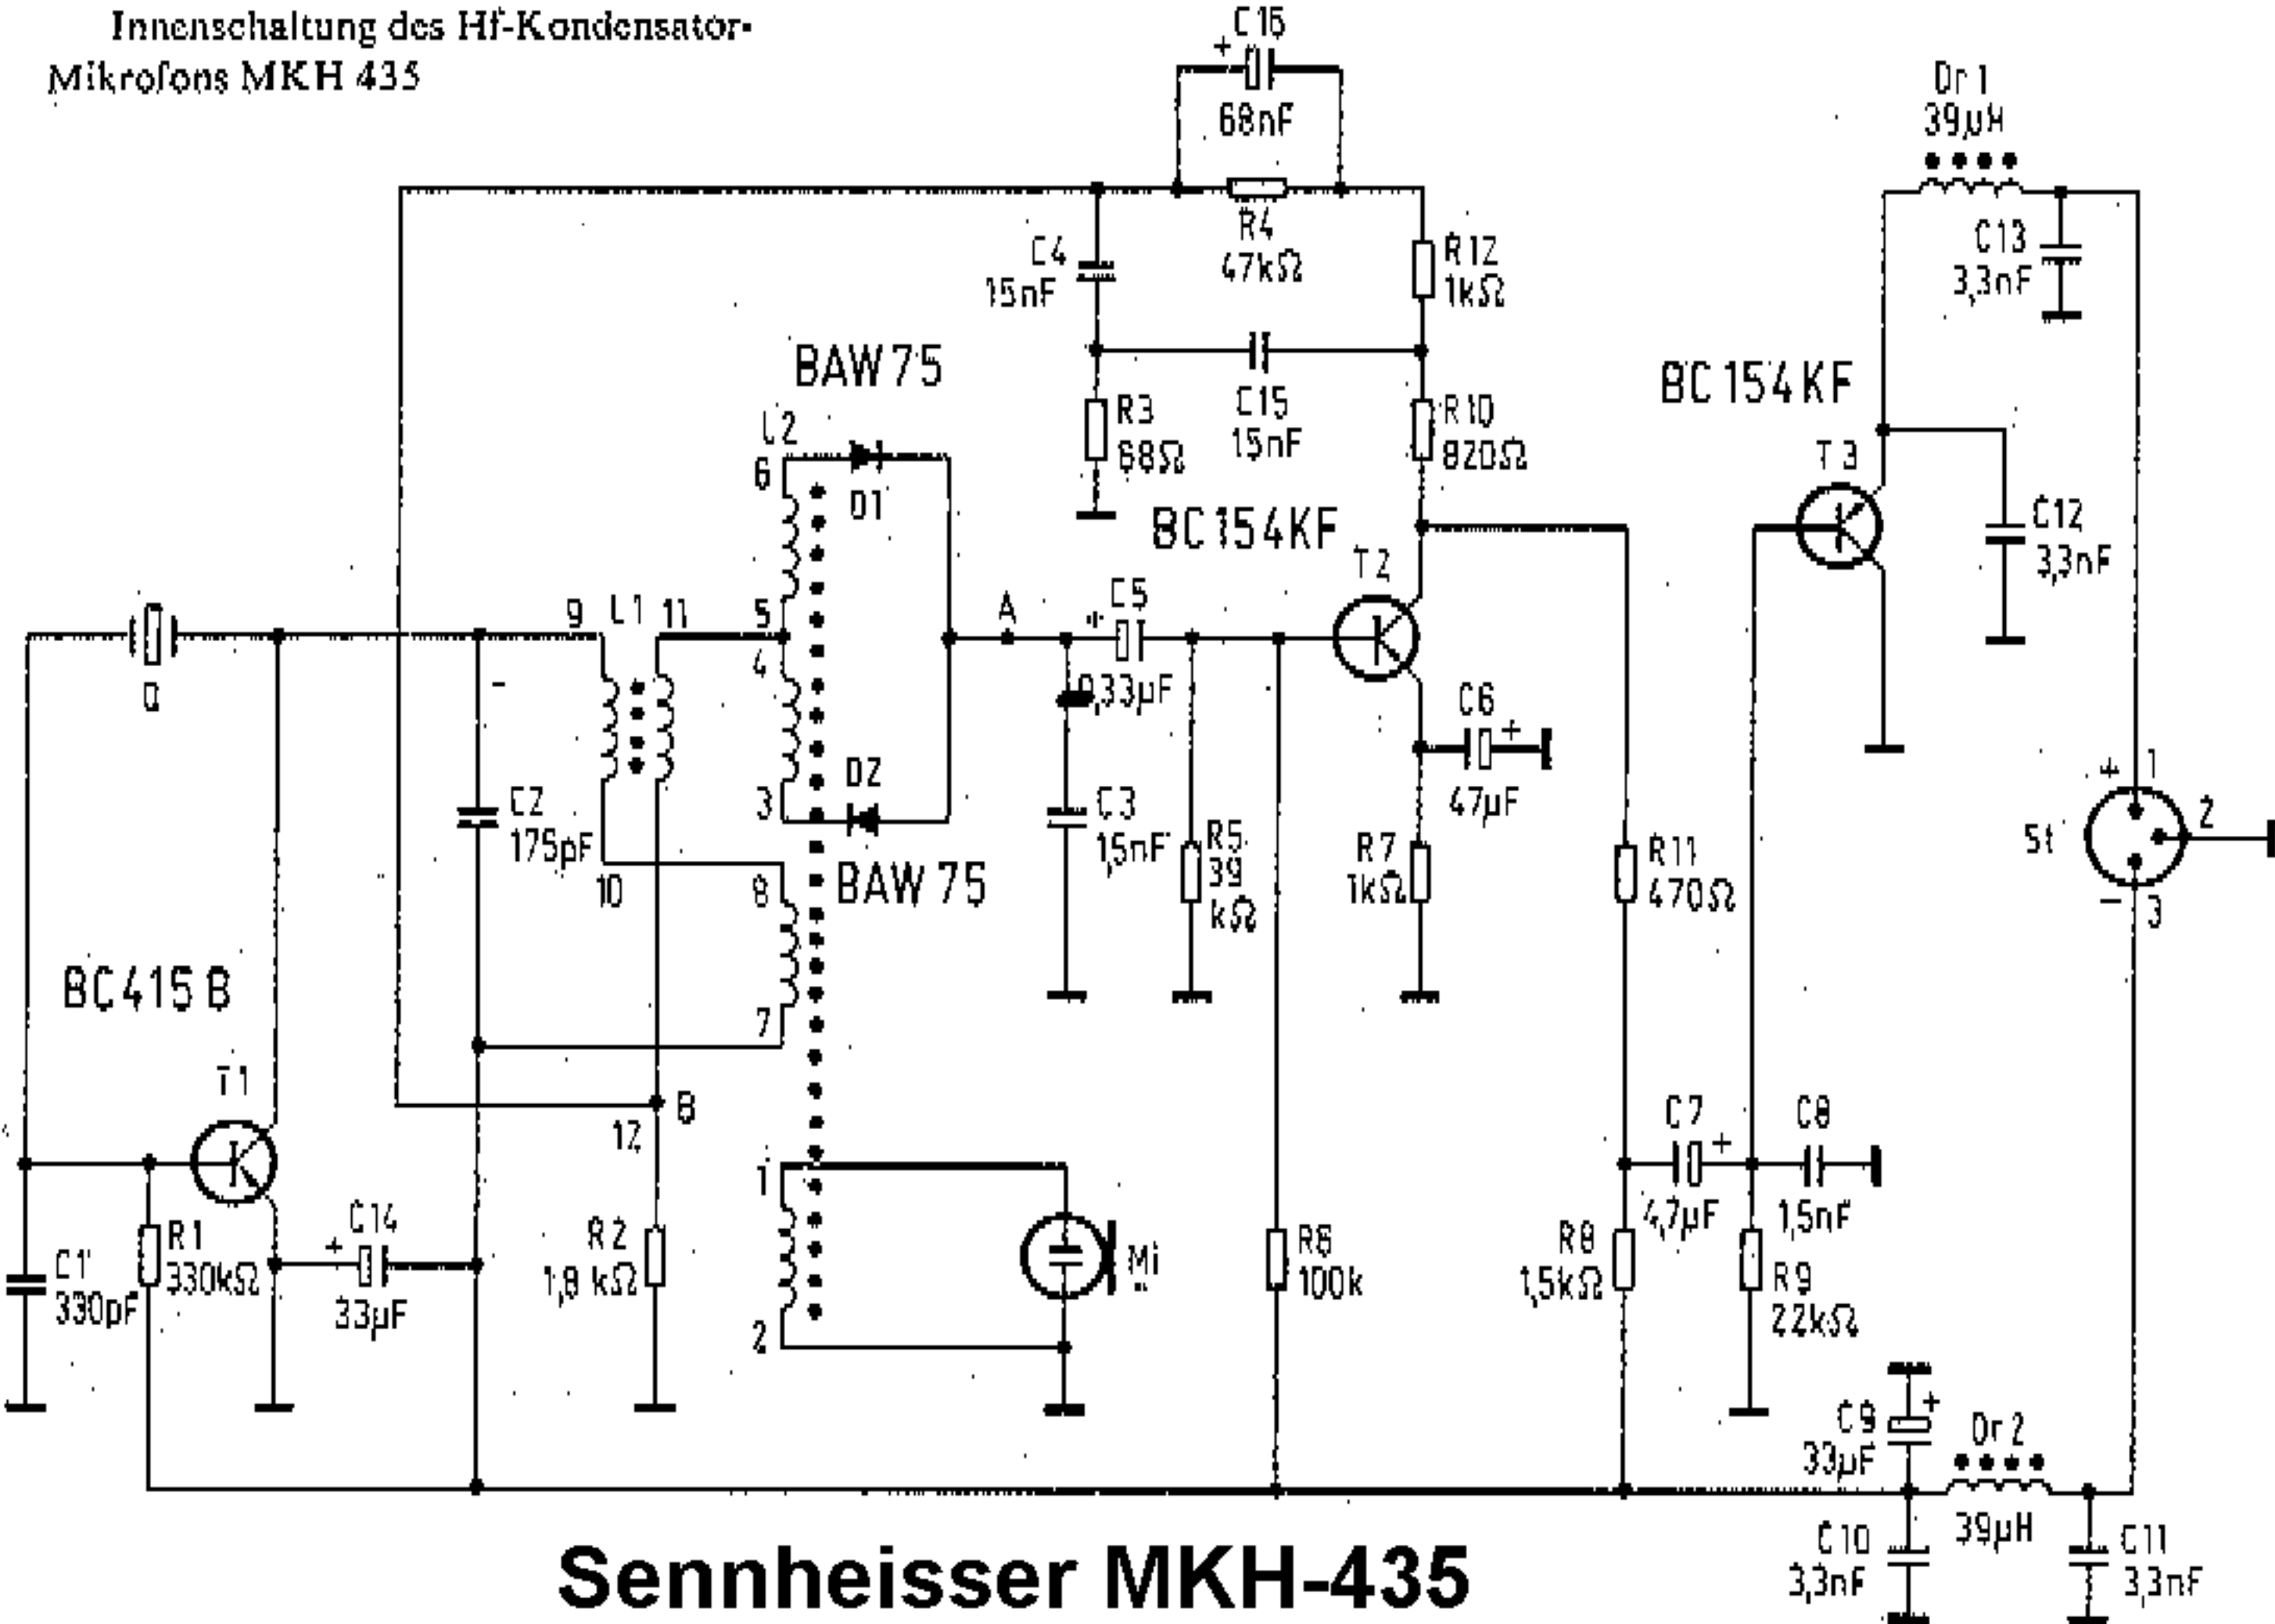 Innenschaltung des Hf-Kondensator-
Mikrofons MKH 435
C16
+
68nF
R4
47kΩ
C4
15nF
R12
1kΩ
Dr 1
39µH
C13
3,3nF
BAW 75
L2
6
D1
R3
68Ω
C15
15nF
R10
820Ω
BC154KF
BC154KF
T3
T2
C12
3,3nF
Q
9
L1
11
5
4
A
+
C5
0,33µF
C6
+
47µF
C2
175pF
3
D2
BAW 75
C3
1,5nF
R5
39
kΩ
R7
1kΩ
R11
470Ω
+
1
2
St
-
3
10
8
7
BC415 B
T1
B
12
R1
330kΩ
C1
330pF
C14
+
33µF
R2
1,8 kΩ
1
2
Mi
R6
100k
C7
+
4,7µF
C8
1,5nF
R8
1,5kΩ
R9
22kΩ
C9
+
33µF
Dr 2
39µH
C10
3,3nF
C11
3,3nF
Sennheisser MKH-435